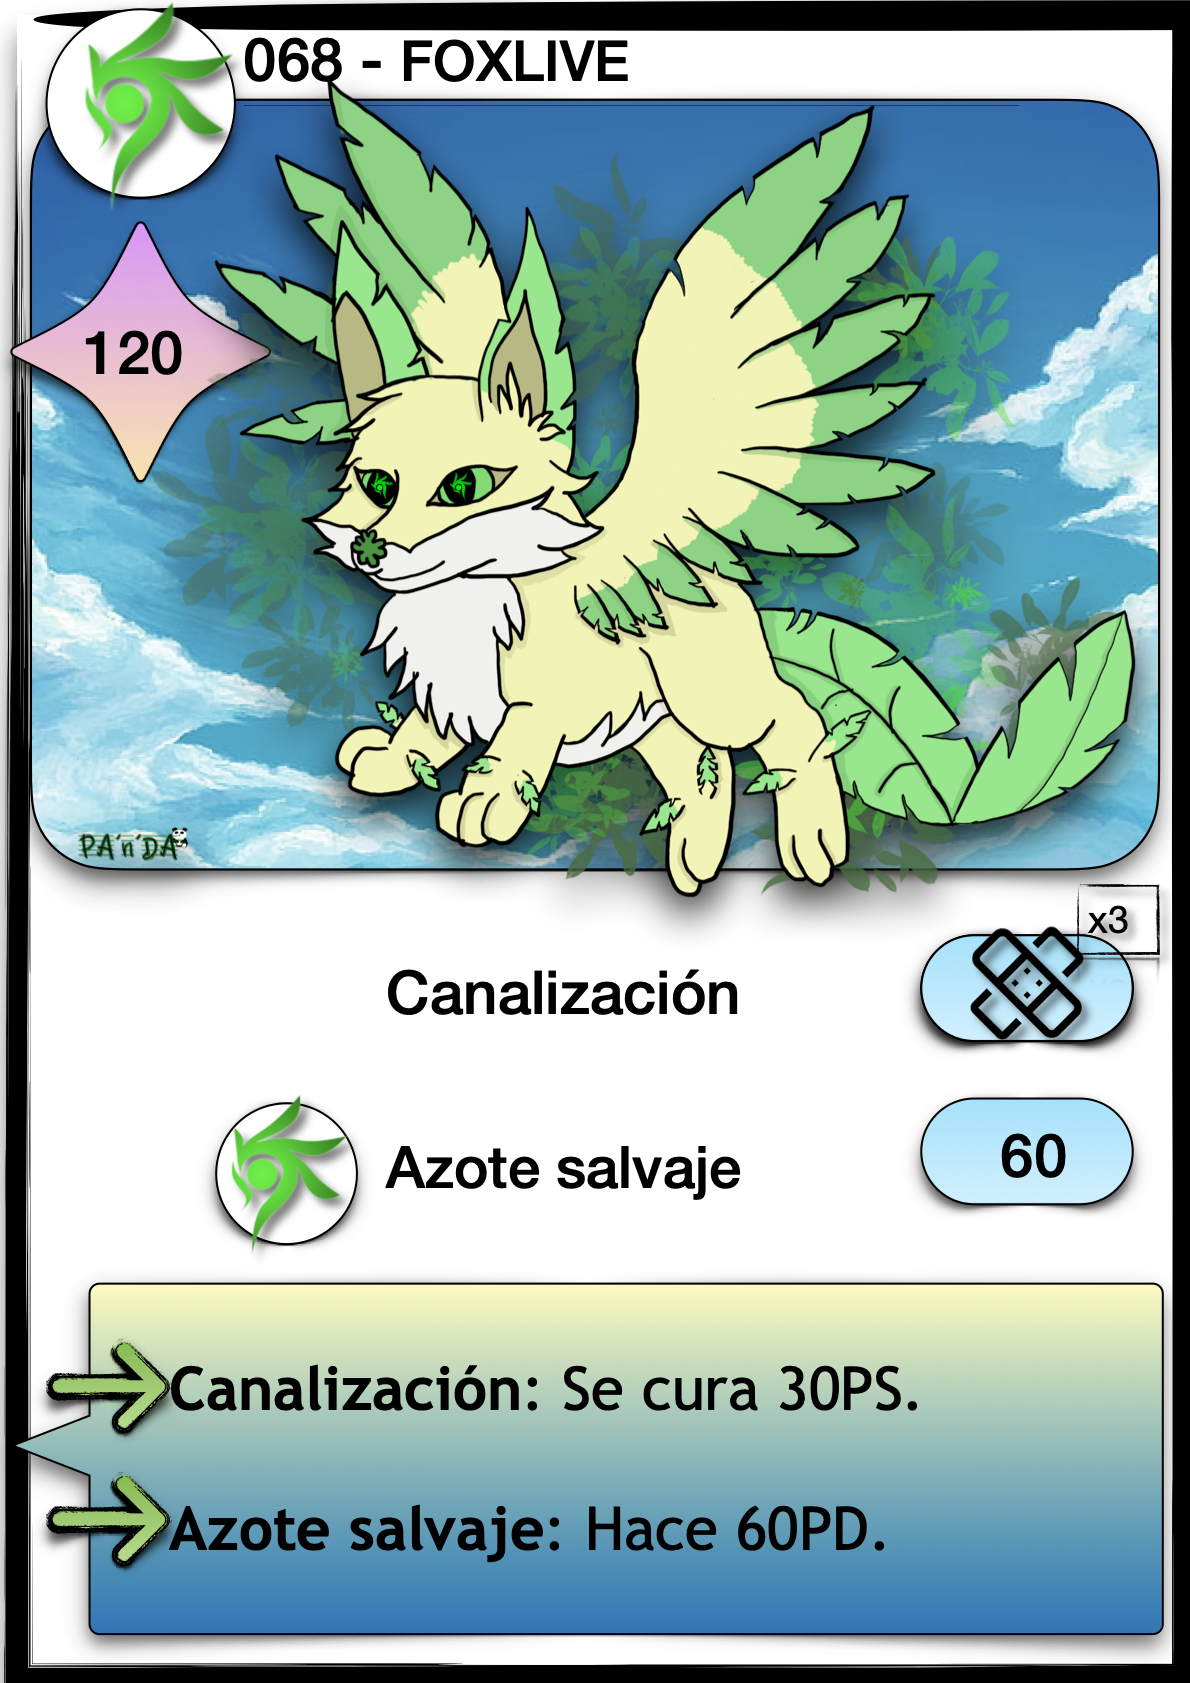 068 - FOXLIVE
120
PA'n'DA
x3
Canalización
Azote salvaje
60
Canalización: Se cura 30PS.
Azote salvaje: Hace 60PD.